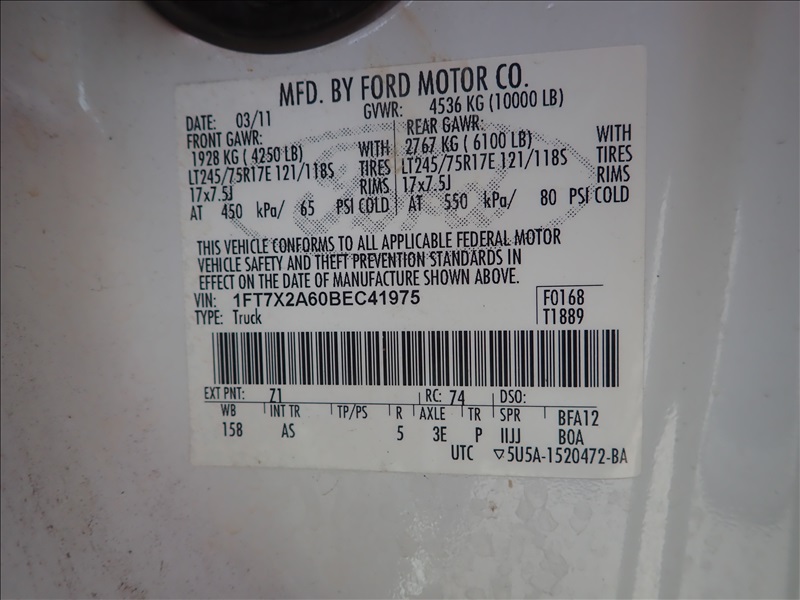 MFD. BY FORD MOTOR CO.
DATE: 03/11 GVWR: 4536 KG (10000 LB)
FRONT GAWR: REAR GAWR:
1928 KG ( 4250 LB) WITH 2767 KG ( 6100 LB) WITH
LT245/75R17E 121/118S TIRES LT245/75R17E 121/118S TIRES
17x7.5J RIMS 17x7.5J RIMS
AT 450 kPa/ 65 PSI COLD AT 550 kPa/ 80 PSI COLD
THIS VEHICLE CONFORMS TO ALL APPLICABLE FEDERAL MOTOR
VEHICLE SAFETY AND THEFT PREVENTION STANDARDS IN
EFFECT ON THE DATE OF MANUFACTURE SHOWN ABOVE.
VIN: 1FT7X2A60BEC41975 F0168
TYPE: Truck T1889
EXT PNT: Z1 RC: 74 DSO:
WB INT TR TP/PS R AXLE TR SPR BFA12
158 AS 5 3E P IIJJ BOA
UTC ▽5U5A-1520472-BA